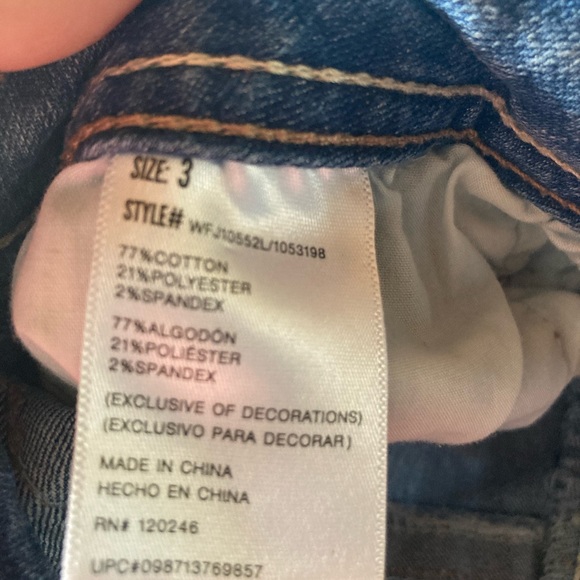 SIZE: 3
STYLE# WFJ10552L/1053198
77%COTTON
21%POLYESTER
2%SPANDEX
77%ALGODÓN
21%POLIÉSTER
2%SPANDEX
(EXCLUSIVE OF DECORATIONS)
(EXCLUSIVO PARA DECORAR)
MADE IN CHINA
HECHO EN CHINA
RN# 120246
UPC#098713769857